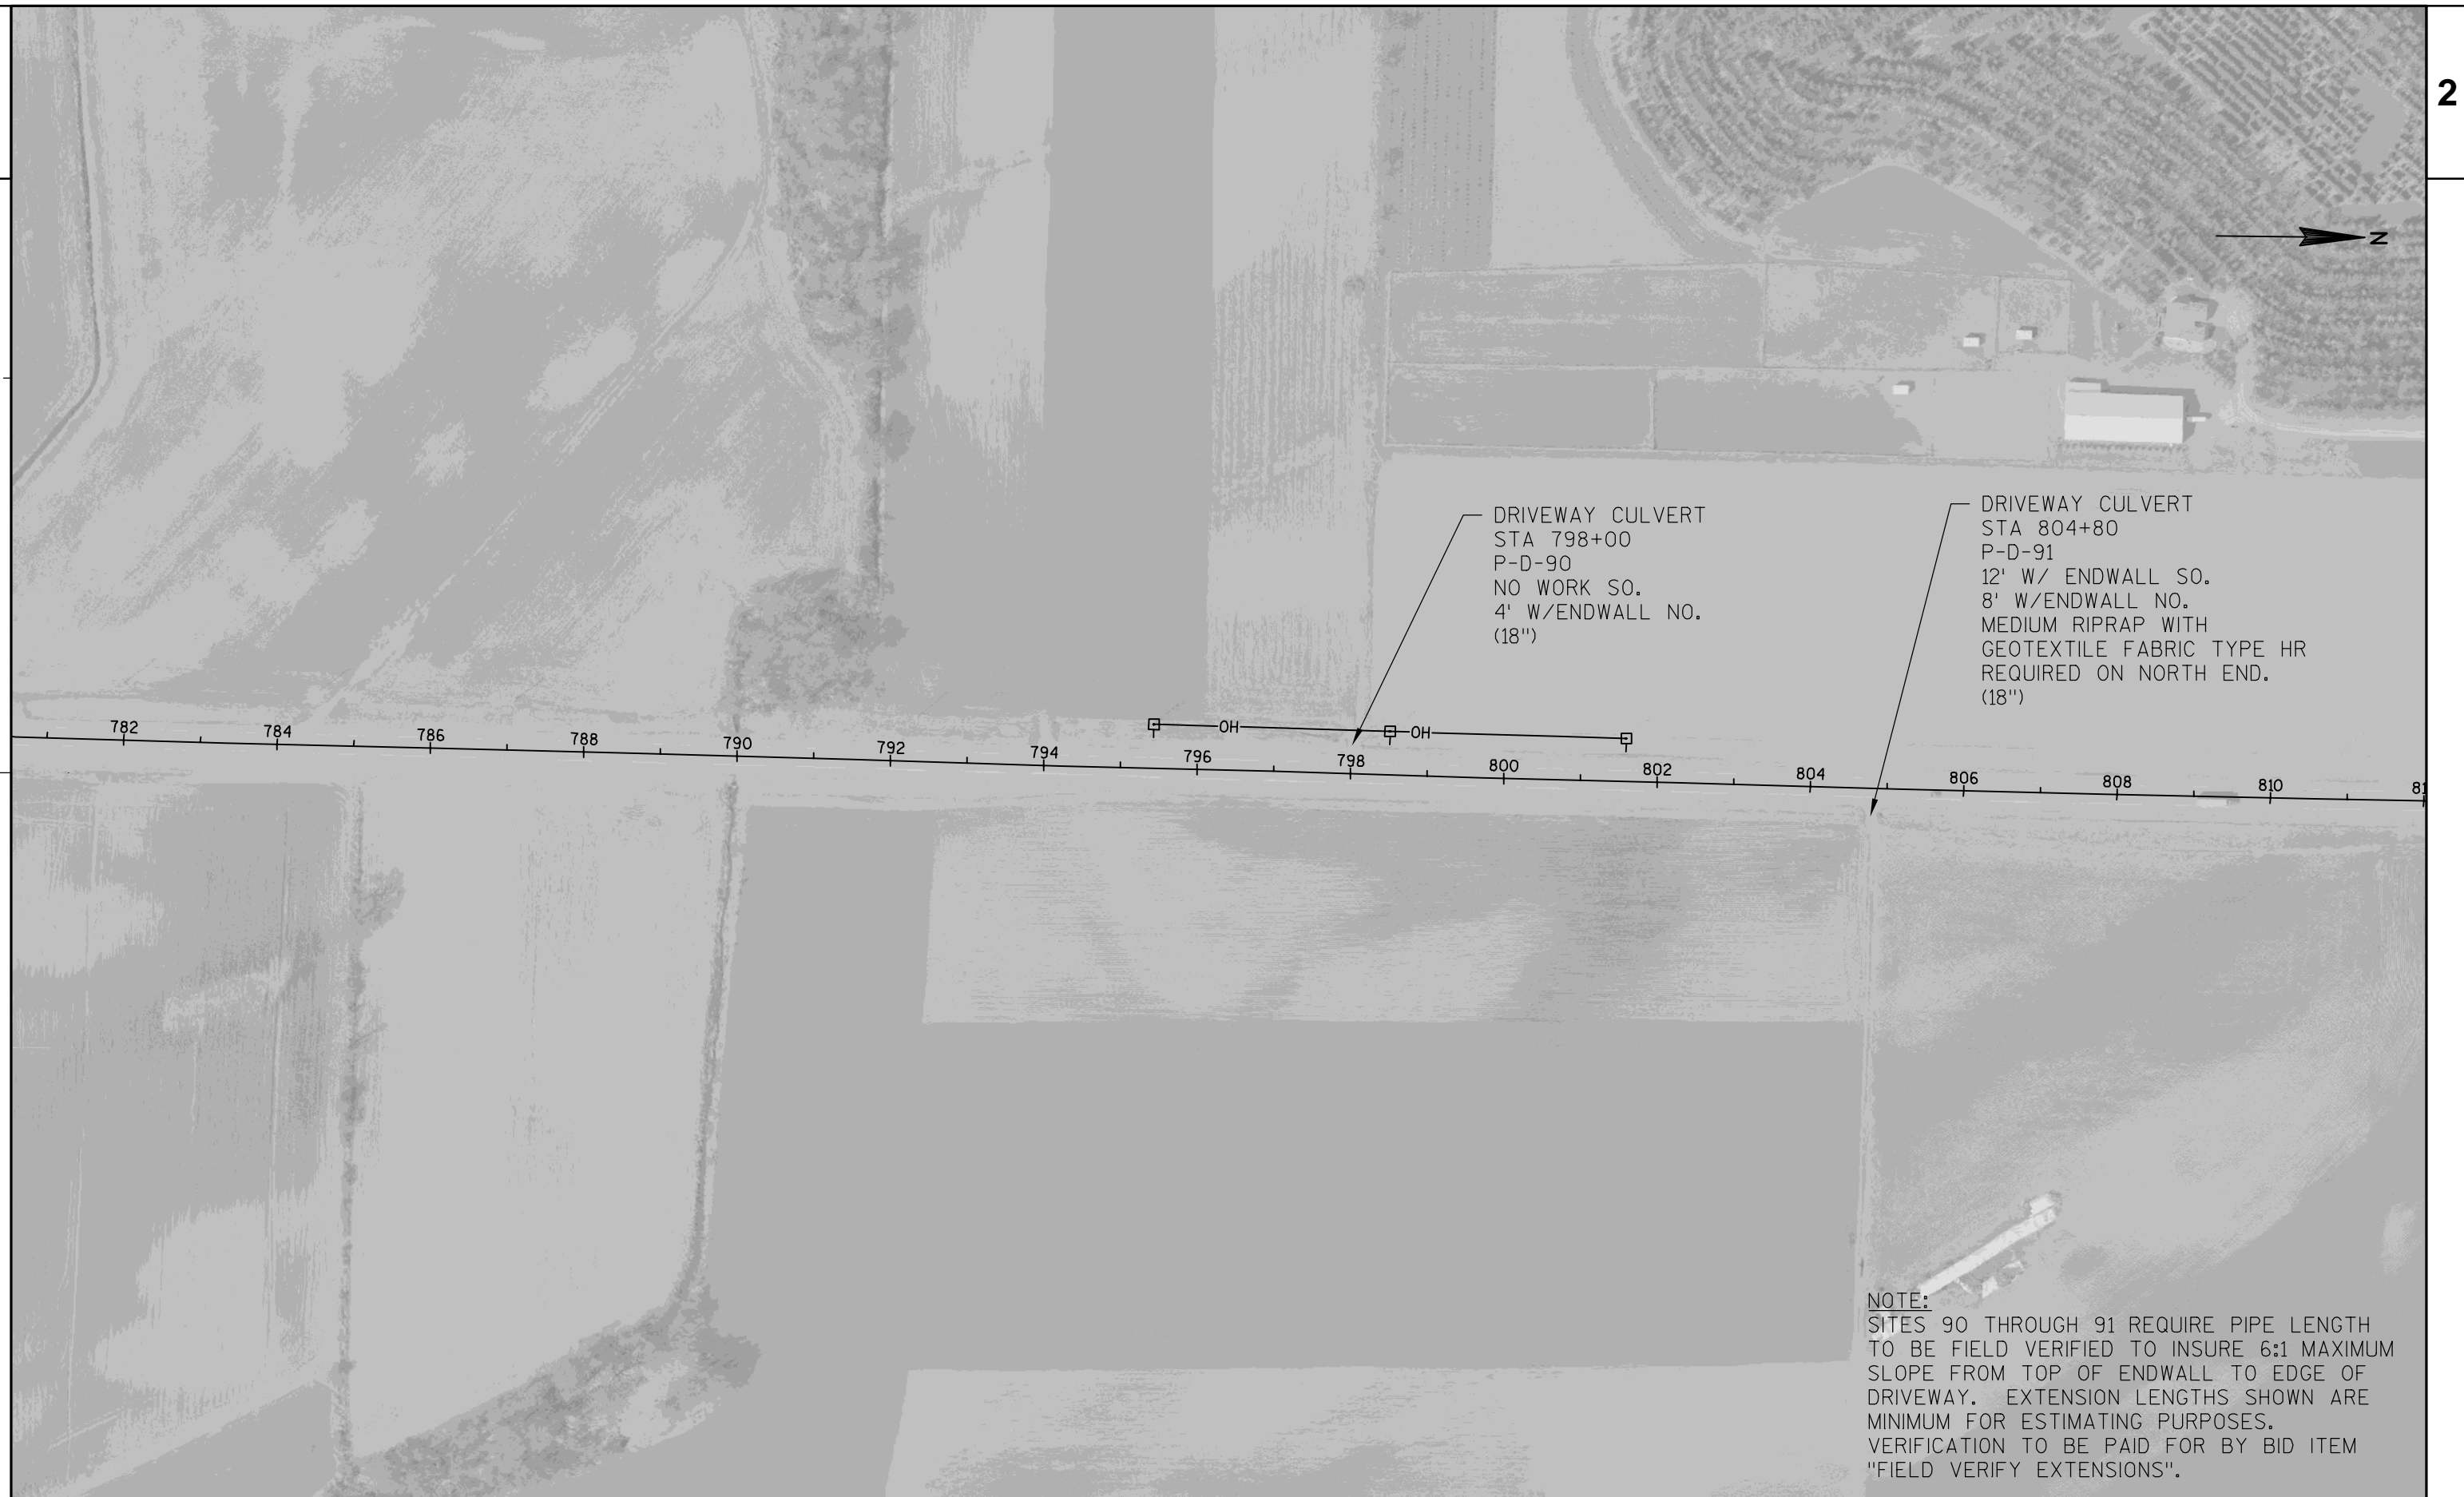 2
N
DRIVEWAY CULVERT
STA 798+00
P-D-90
NO WORK SO.
4' W/ENDWALL NO.
(18")
DRIVEWAY CULVERT
STA 804+80
P-D-91
12' W/ ENDWALL SO.
8' W/ENDWALL NO.
MEDIUM RIPRAP WITH
GEOTEXTILE FABRIC TYPE HR
REQUIRED ON NORTH END.
(18")
OH OH
782 784 786 788 790 792 794 796 798 800 802 804 806 808 810 81
NOTE:
SITES 90 THROUGH 91 REQUIRE PIPE LENGTH
TO BE FIELD VERIFIED TO INSURE 6:1 MAXIMUM
SLOPE FROM TOP OF ENDWALL TO EDGE OF
DRIVEWAY. EXTENSION LENGTHS SHOWN ARE
MINIMUM FOR ESTIMATING PURPOSES.
VERIFICATION TO BE PAID FOR BY BID ITEM
"FIELD VERIFY EXTENSIONS".